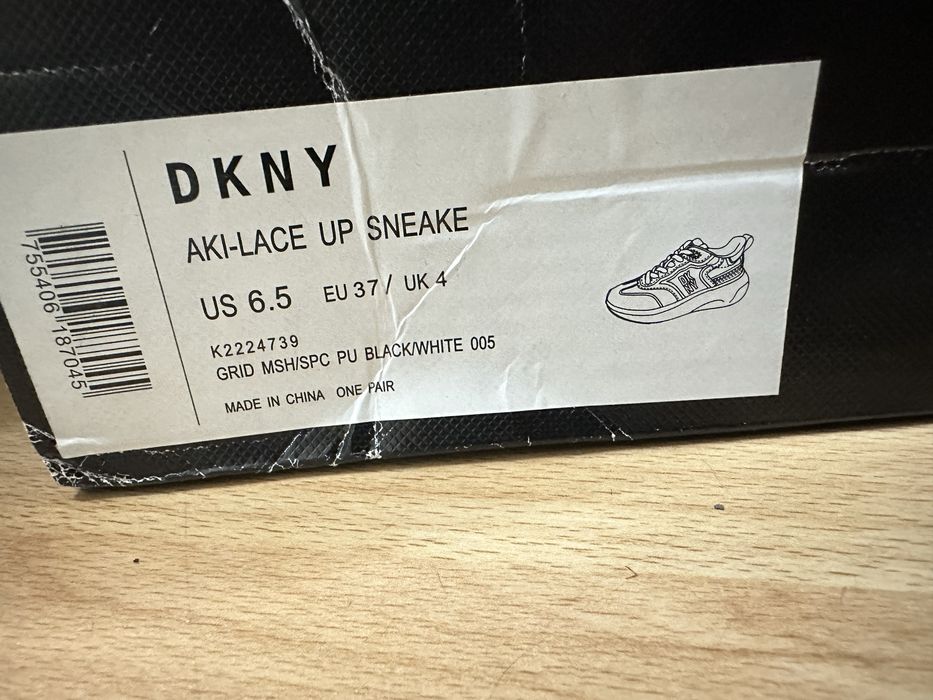 DKNY
AKI-LACE UP SNEAKE
US 6.5 EU 37 / UK 4
K2224739
GRID MSH/SPC PU BLACK/WHITE 005
MADE IN CHINA ONE PAIR
755406 187045